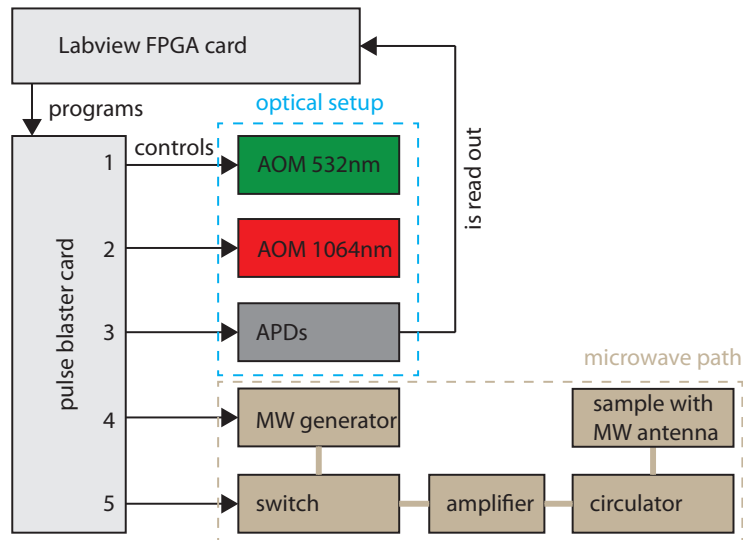 Labview FPGA card
programs
optical setup
controls
1
AOM 532nm
is read out
2
AOM 1064nm
pulse blaster card
3
APDs
microwave path
4
MW generator
sample with
MW antenna
5
switch
amplifier
circulator